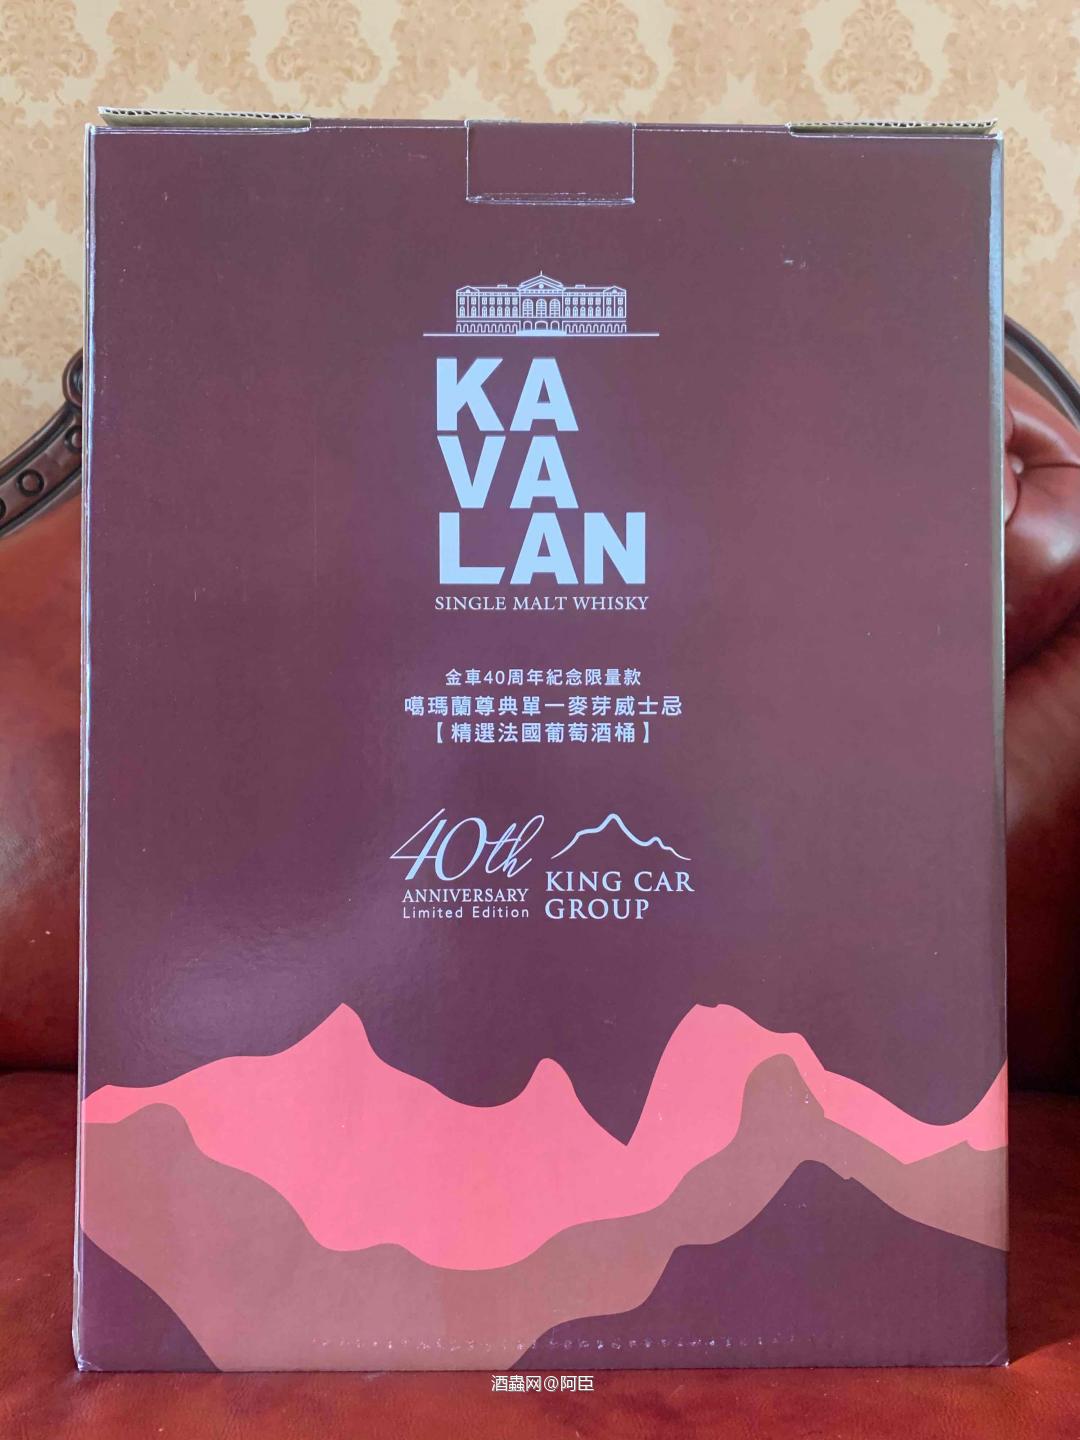 KA
VA
LAN
SINGLE MALT WHISKY
金車40周年紀念限量款
噶瑪蘭尊典單一麥芽威士忌
【精選法國葡萄酒桶】
40th
ANNIVERSARY
Limited Edition
KING CAR
GROUP
酒蟲网@阿臣